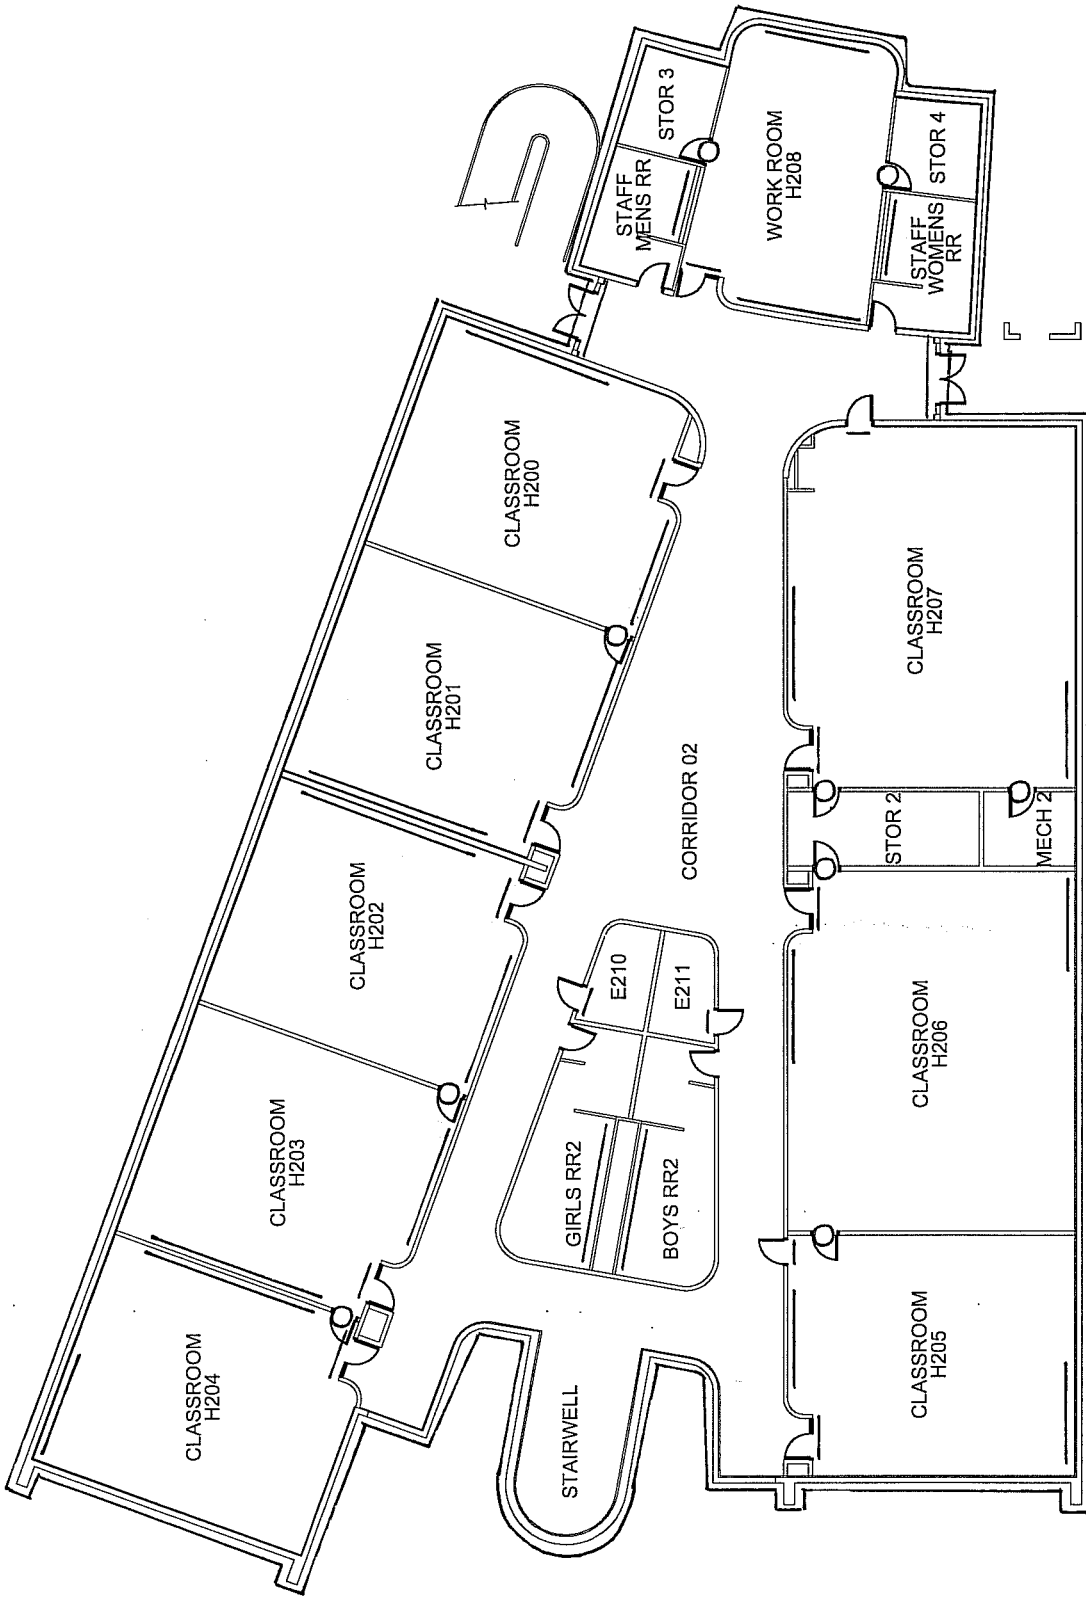 STOR 3
STAFF
MENS RR
WORK ROOM
H208
STOR 4
STAFF
WOMENS
RR
CLASSROOM
H200
CLASSROOM
H201
CLASSROOM
H202
CLASSROOM
H203
CLASSROOM
H204
CORRIDOR 02
E210
E211
GIRLS RR2
BOYS RR2
STAIRWELL
CLASSROOM
H207
STOR 2
MECH 2
CLASSROOM
H206
CLASSROOM
H205